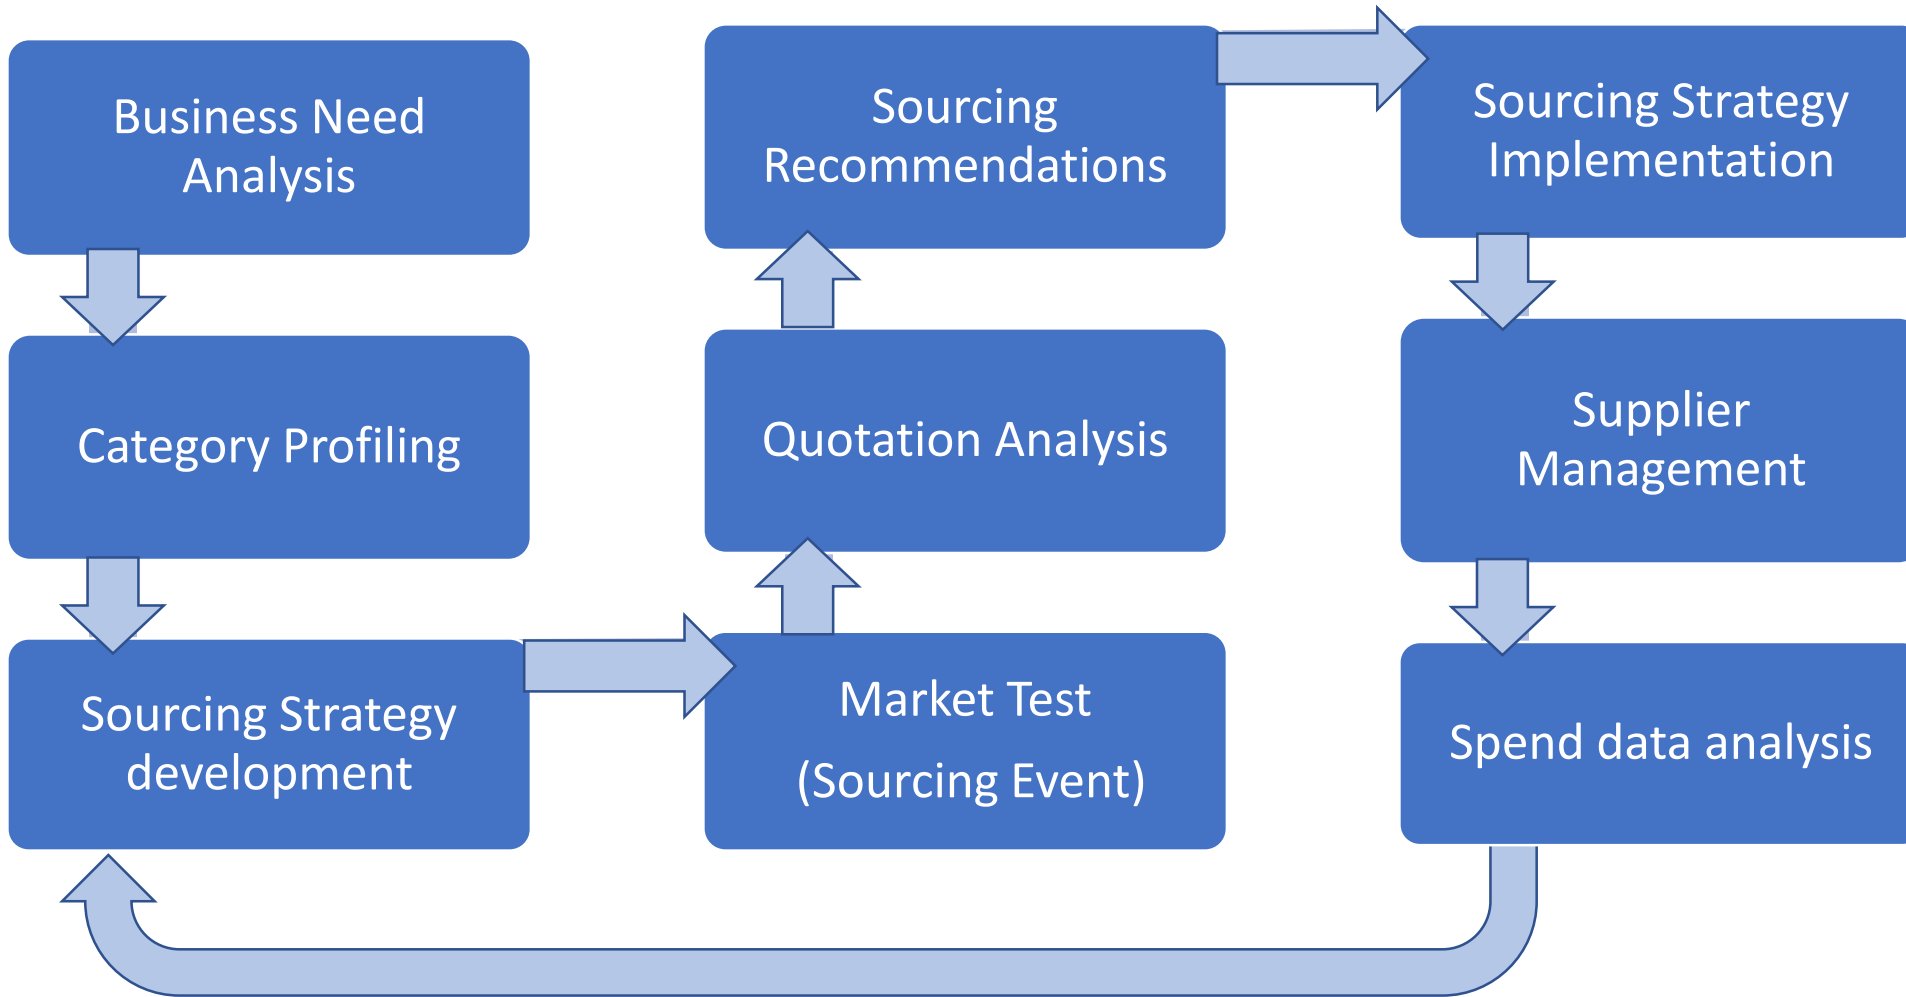 Business Need
Analysis
Category Profiling
Sourcing Strategy
development
Market Test
(Sourcing Event)
Quotation Analysis
Sourcing
Recommendations
Sourcing Strategy
Implementation
Supplier
Management
Spend data analysis